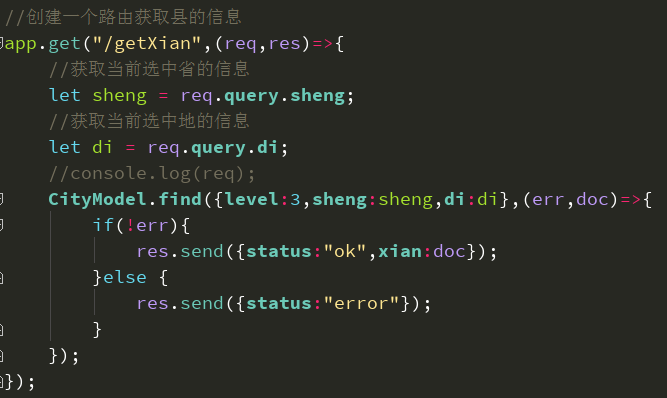 //创建一个路由获取县的信息
app.get("/getXian",(req,res)=>{
//获取当前选中省的信息
let sheng = req.query.sheng;
//获取当前选中地的信息
let di = req.query.di;
//console.log(req);
CityModel.find({level:3,sheng:sheng,di:di},(err,doc)=>{
if(!err){
res.send({status:"ok",xian:doc});
}else {
res.send({status:"error"});
}
});
});